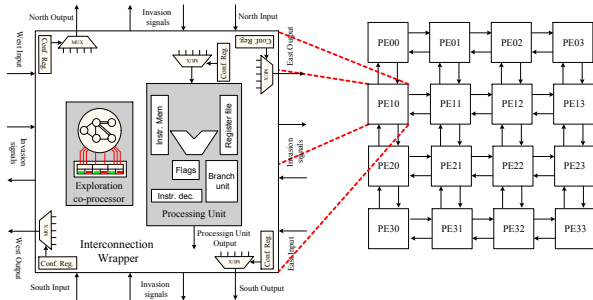 North Output
Invasion
signals
North Input
West Input
Conf. Reg.
MUX
MUX
Conf. Reg.
Conf. Reg.
MUX
East Output
Instr. Mem
Register file
Flags
Branch
unit
Instr. dec.
Processing Unit
Exploration
co-processor
Invasion
signals
Invasion
signals
Processign Unit
Output
Interconnection
Wrapper
MUX
Conf. Reg.
West Output
MUX
Conf. Reg.
East Input
South Input
Invasion
signals
South Output
PE00
PE01
PE02
PE03
PE10
PE11
PE12
PE13
PE20
PE21
PE22
PE23
PE30
PE31
PE32
PE33